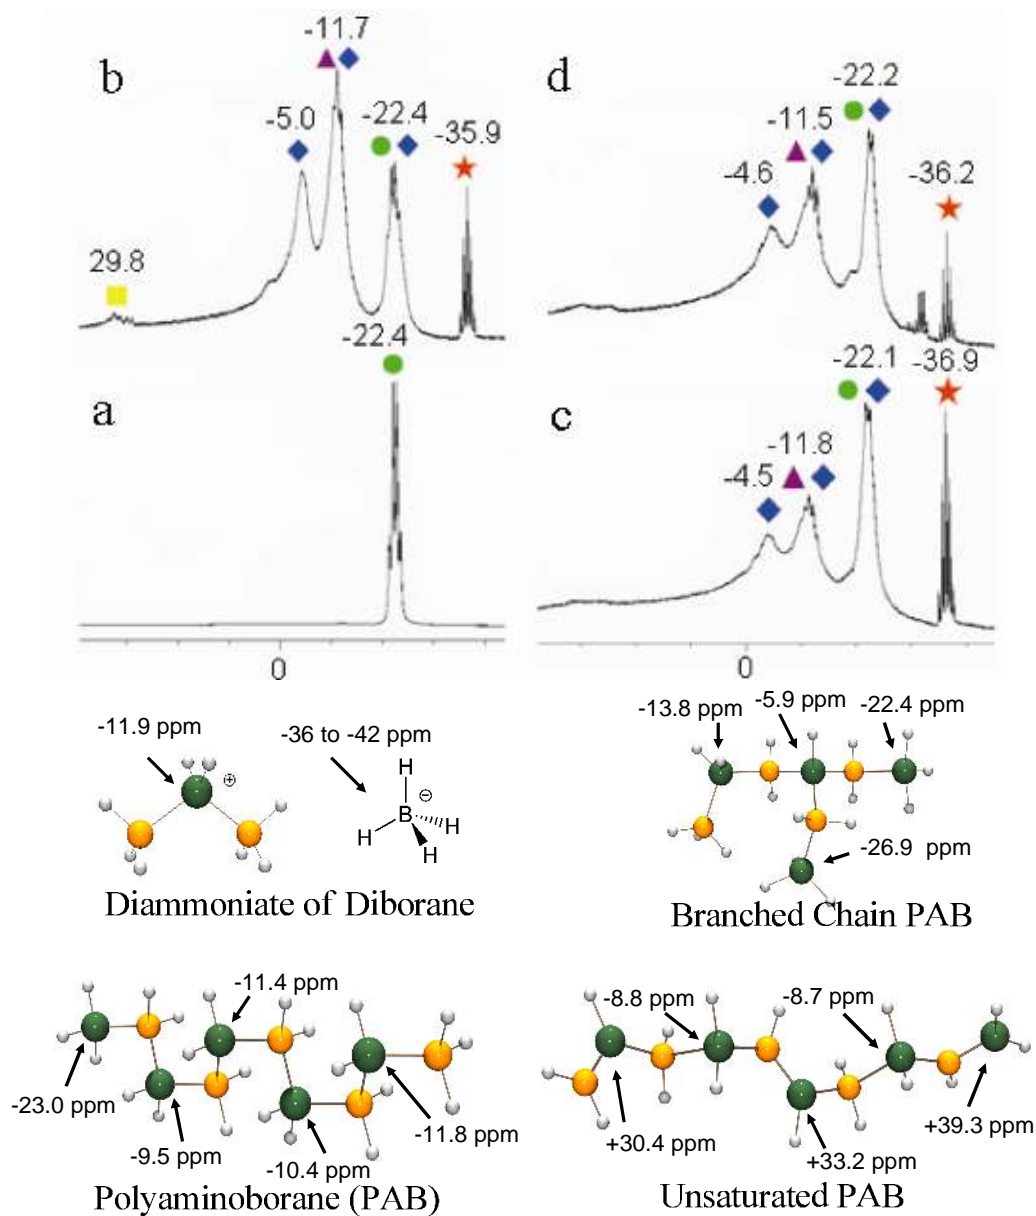 b
-11.7
-5.0
-22.4
-35.9
29.8
d
-22.2
-11.5
-4.6
-36.2
a
-22.4
0
c
-22.1
-36.9
-11.8
-4.5
0
-11.9 ppm
⊕
-36 to -42 ppm
H
⊖
B
H
H
H
Diammoniate of Diborane
-13.8 ppm
-5.9 ppm
-22.4 ppm
-26.9 ppm
Branched Chain PAB
-11.4 ppm
-23.0 ppm
-9.5 ppm
-10.4 ppm
-11.8 ppm
Polyaminoborane (PAB)
-8.8 ppm
-8.7 ppm
+30.4 ppm
+33.2 ppm
+39.3 ppm
Unsaturated PAB